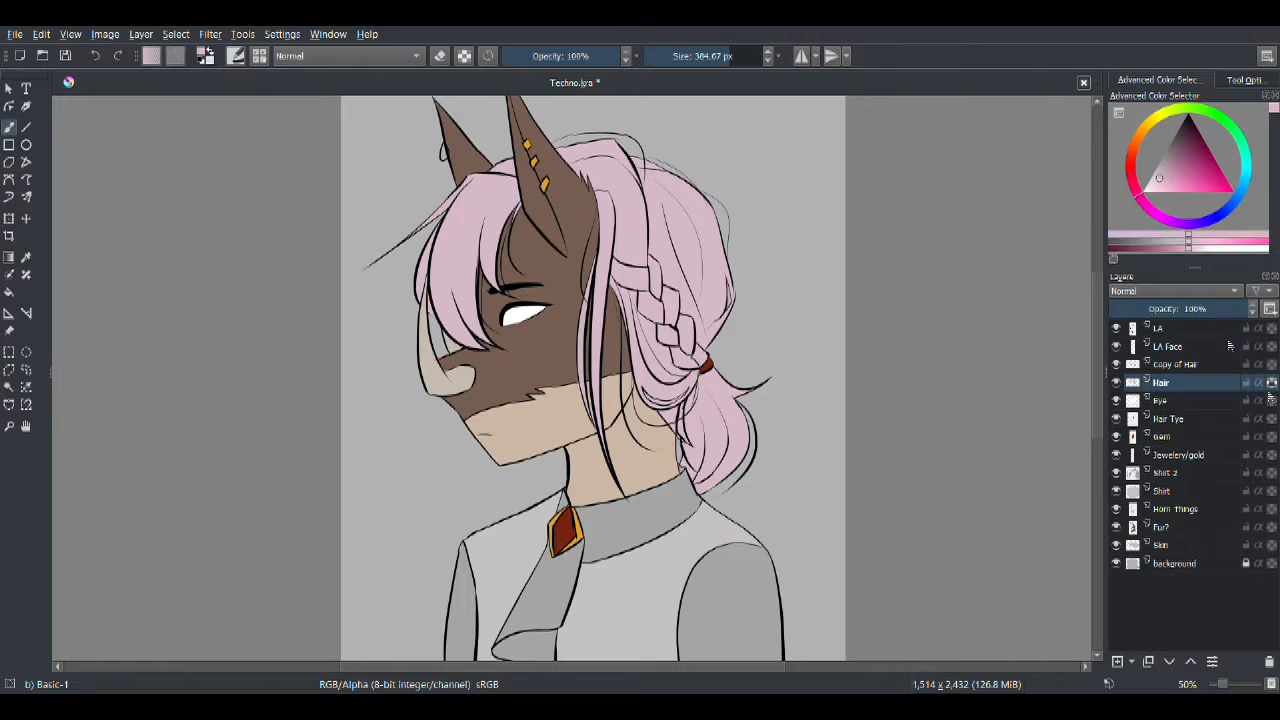 File Edit View Image Layer Select Filter Tools Settings Window Help
Normal Opacity: 100% Size: 384.67 px
Techno.kra *
Advanced Color Selec... Tool Opti...
Advanced Color Selector
Layers
Normal
Opacity: 100%
LA
LA Face
Copy of Hair
Hair
Eye
Hair Tye
Gem
Jewelery/gold
Shirt 2
Shirt
Horn Things
Fur?
Skin
background
b) Basic-1 RGB/Alpha (8-bit integer/channel) sRGB 1,514 x 2,432 (126.8 MiB) 50%